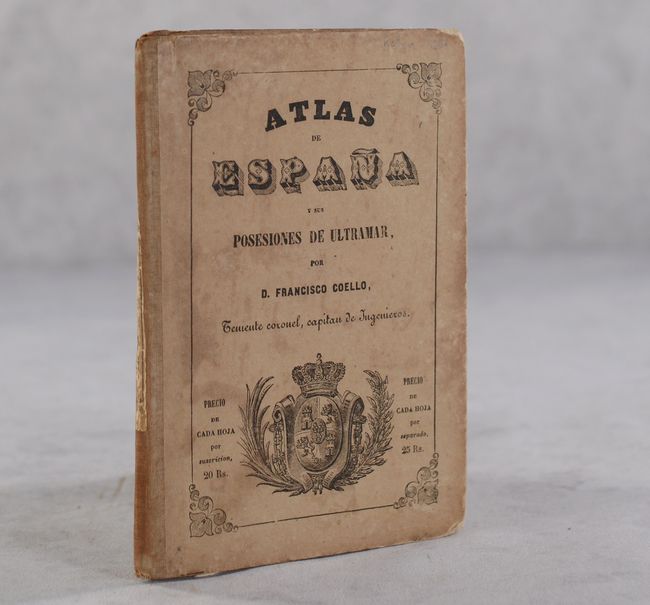 ATLAS
DE
ESPAÑA
Y SUS
POSESIONES DE ULTRAMAR,
POR
D. FRANCISCO COELLO,
Teniente coronel, capitan de Ingenieros.
PRECIO
DE
CADA HOJA
por
suscricion,
20 Rs.
PRECIO
DE
CADA HOJA
por
separado,
25 Rs.